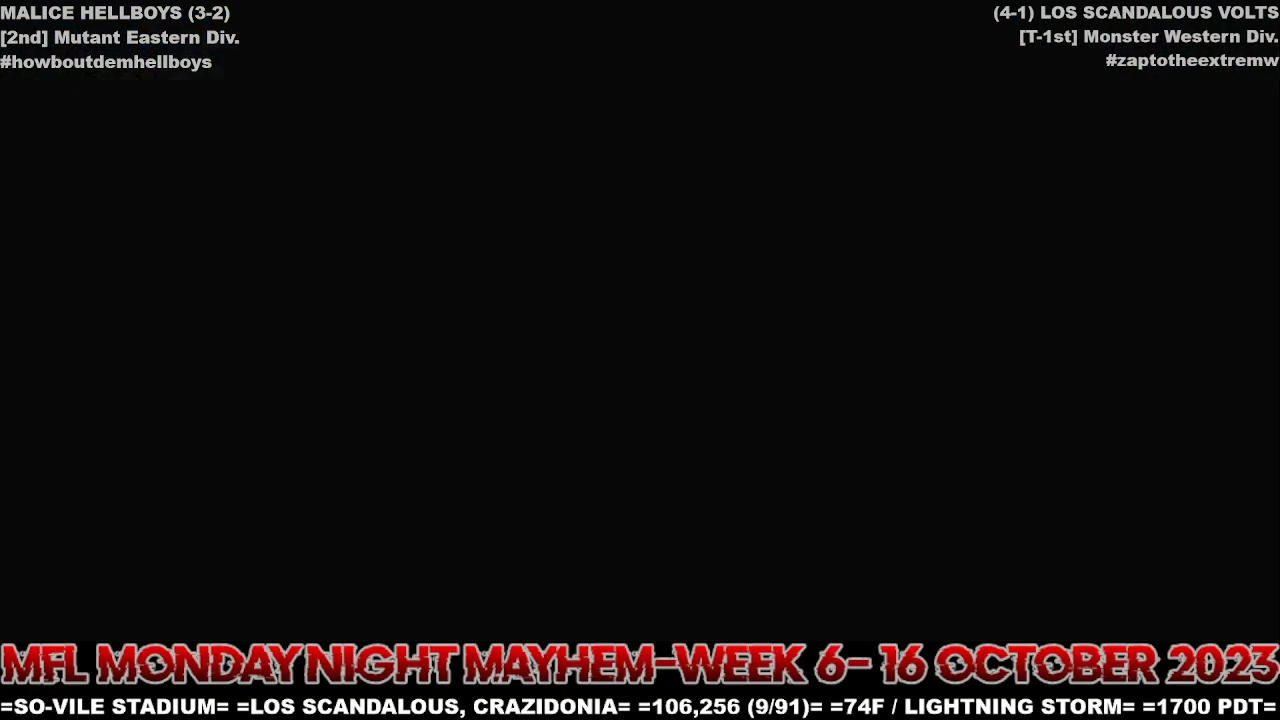 MALICE HELLBOYS (3-2)
[2nd] Mutant Eastern Div.
#howboutdemhellboys
(4-1) LOS SCANDALOUS VOLTS
[T-1st] Monster Western Div.
#zaptotheextremw
MFL MONDAY NIGHT MAYHEM-WEEK 6- 16 OCTOBER 2023
=SO-VILE STADIUM= =LOS SCANDALOUS, CRAZIDONIA= =106,256 (9/91)= =74F / LIGHTNING STORM= =1700 PDT=